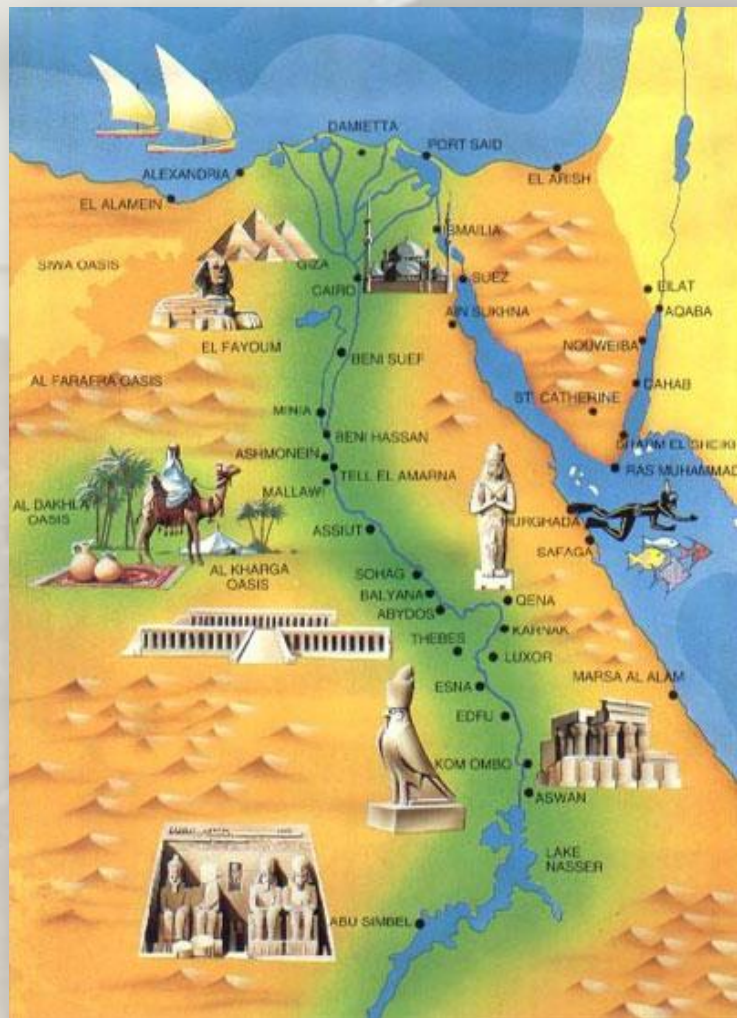 DAMIETTA
PORT SAID
ALEXANDRIA
EL ARISH
EL ALAMEIN
ISMAILIA
SIWA OASIS
GIZA
CAIRO
SUEZ
EILAT
AQABA
AIN SUKHNA
EL FAYOUM
NOUWEIBA
BENI SUEF
AL FARAFRA OASIS
DAHAB
ST. CATHERINE
MINIA
BENI HASSAN
SHARM EL SHEIKH
ASHMONEIN
TELL EL AMARNA
RAS MUHAMMAD
MALLAWI
AL DAKHLA
OASIS
HURGHADA
ASSIUT
SAFAGA
AL KHARGA
OASIS
SOHAG
BALYANA
QENA
ABYDOS
KARNAK
THEBES
LUXOR
MARSA AL ALAM
ESNA
EDFU
KOM OMBO
ASWAN
LAKE
NASSER
ABU SIMBEL